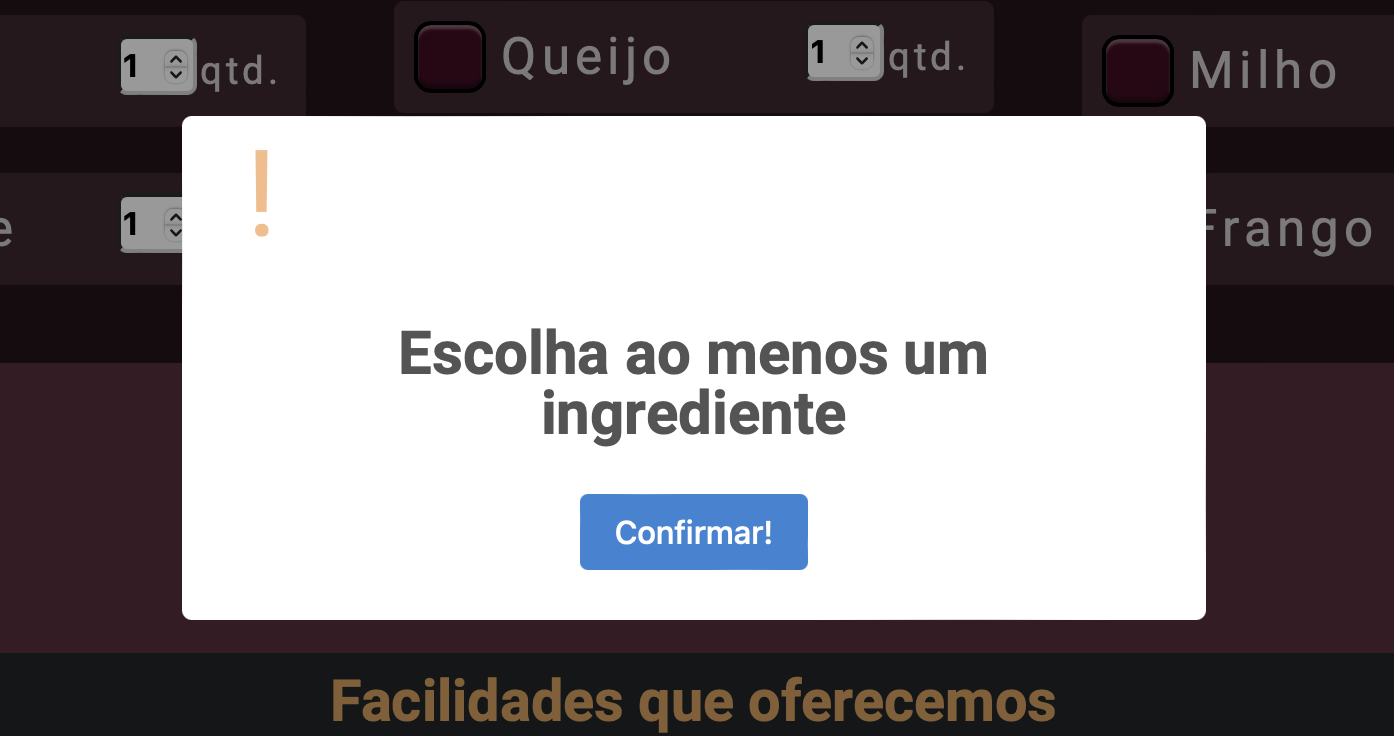 1 qtd.
Queijo
1 qtd.
Milho
e
1
Frango
!
Escolha ao menos um
ingrediente
Confirmar!
Facilidades que oferecemos